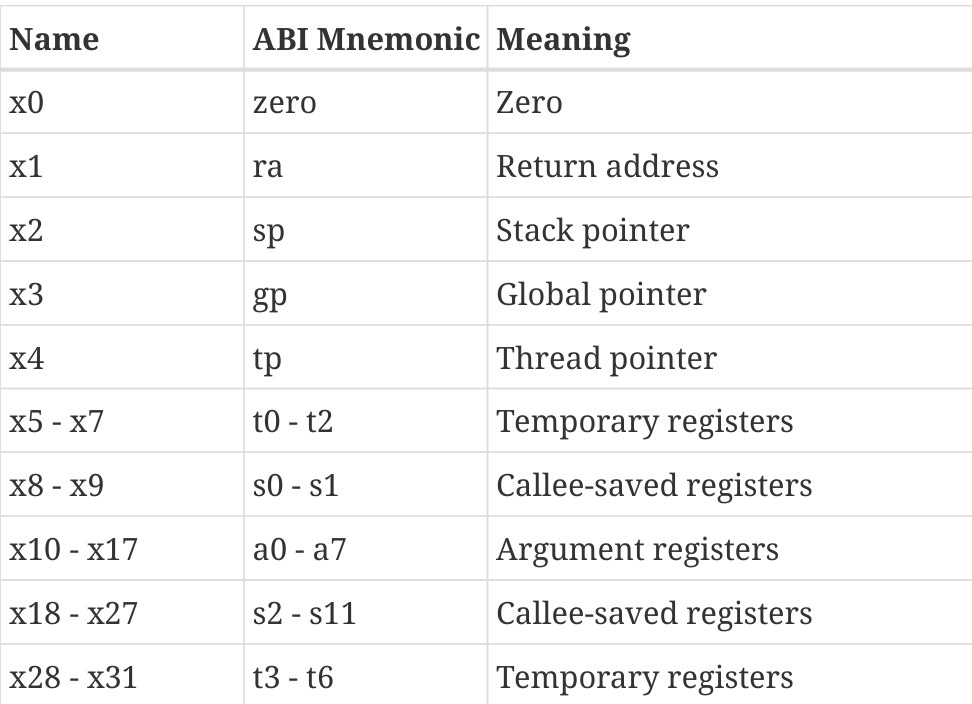 Name ABI Mnemonic Meaning
x0 zero Zero
x1 ra Return address
x2 sp Stack pointer
x3 gp Global pointer
x4 tp Thread pointer
x5 - x7 t0 - t2 Temporary registers
x8 - x9 s0 - s1 Callee-saved registers
x10 - x17 a0 - a7 Argument registers
x18 - x27 s2 - s11 Callee-saved registers
x28 - x31 t3 - t6 Temporary registers